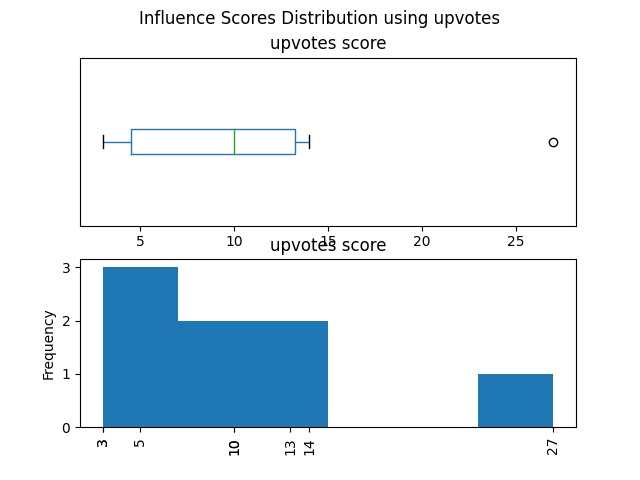 Influence Scores Distribution using upvotes
upvotes score
5 10 15 20 25
upvotes score
3
2
1
0
Frequency
3 5 10 13 14 27